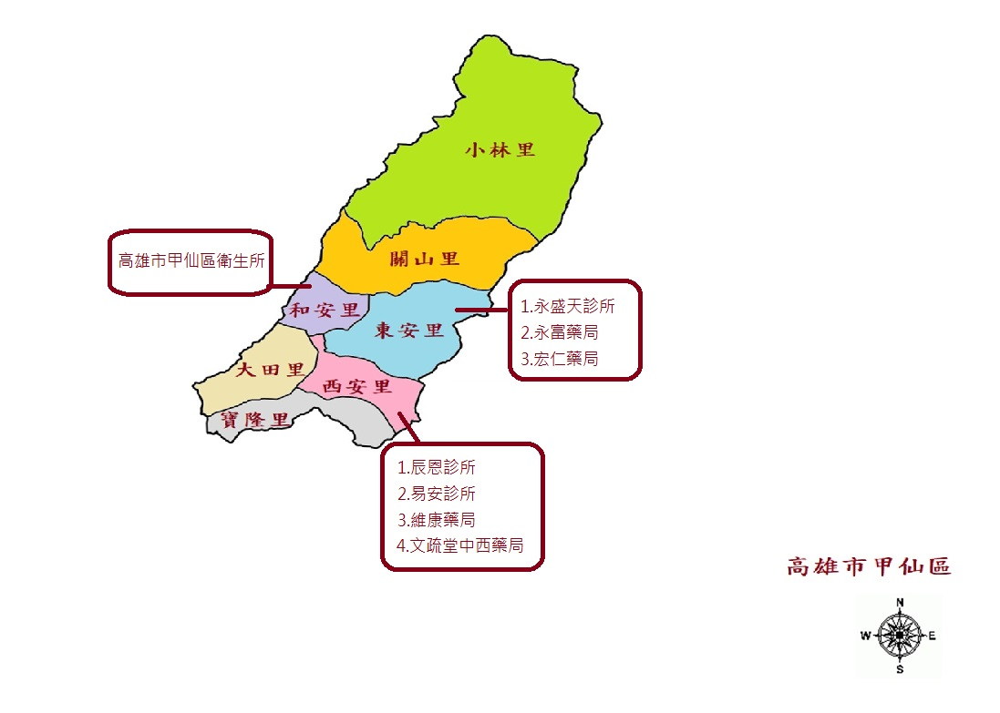 小林里
關山里
高雄市甲仙區衛生所
和安里
東安里
1.永盛天診所
2.永富藥局
3.宏仁藥局
大田里
西安里
寶隆里
1.辰恩診所
2.易安診所
3.維康藥局
4.文疏堂中西藥局
高雄市甲仙區
N
W
E
S